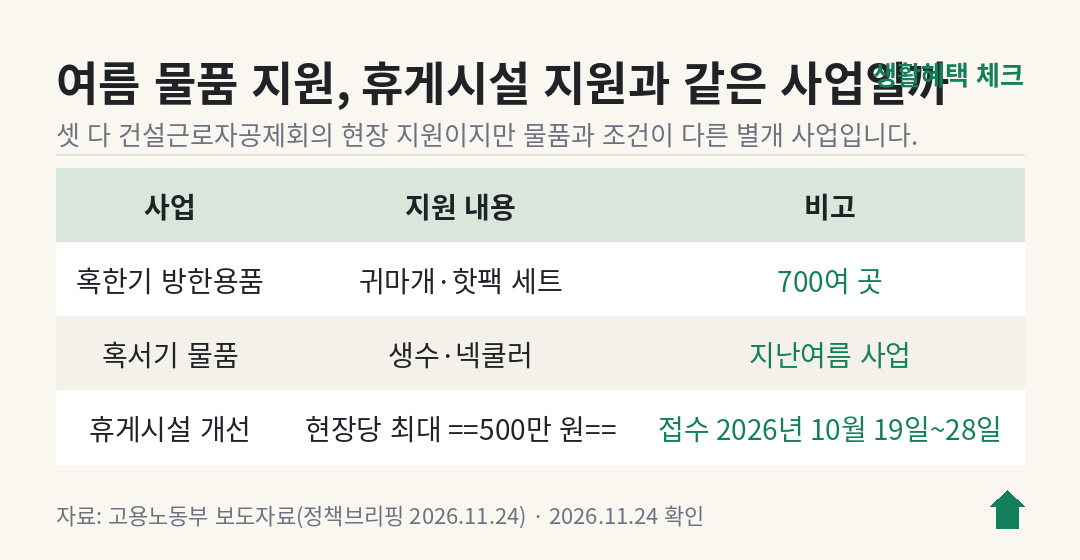 여름 물품 지원, 휴게시설 지원과 같은 사업일까
생활혜택 체크
셋 다 건설근로자공제회의 현장 지원이지만 물품과 조건이 다른 별개 사업입니다.
사업 지원 내용 비고
혹한기 방한용품 귀마개·핫팩 세트 700여 곳
혹서기 물품 생수·넥쿨러 지난여름 사업
휴게시설 개선 현장당 최대 ==500만 원== 접수 2026년 10월 19일~28일
자료: 고용노동부 보도자료(정책브리핑 2026.11.24) · 2026.11.24 확인